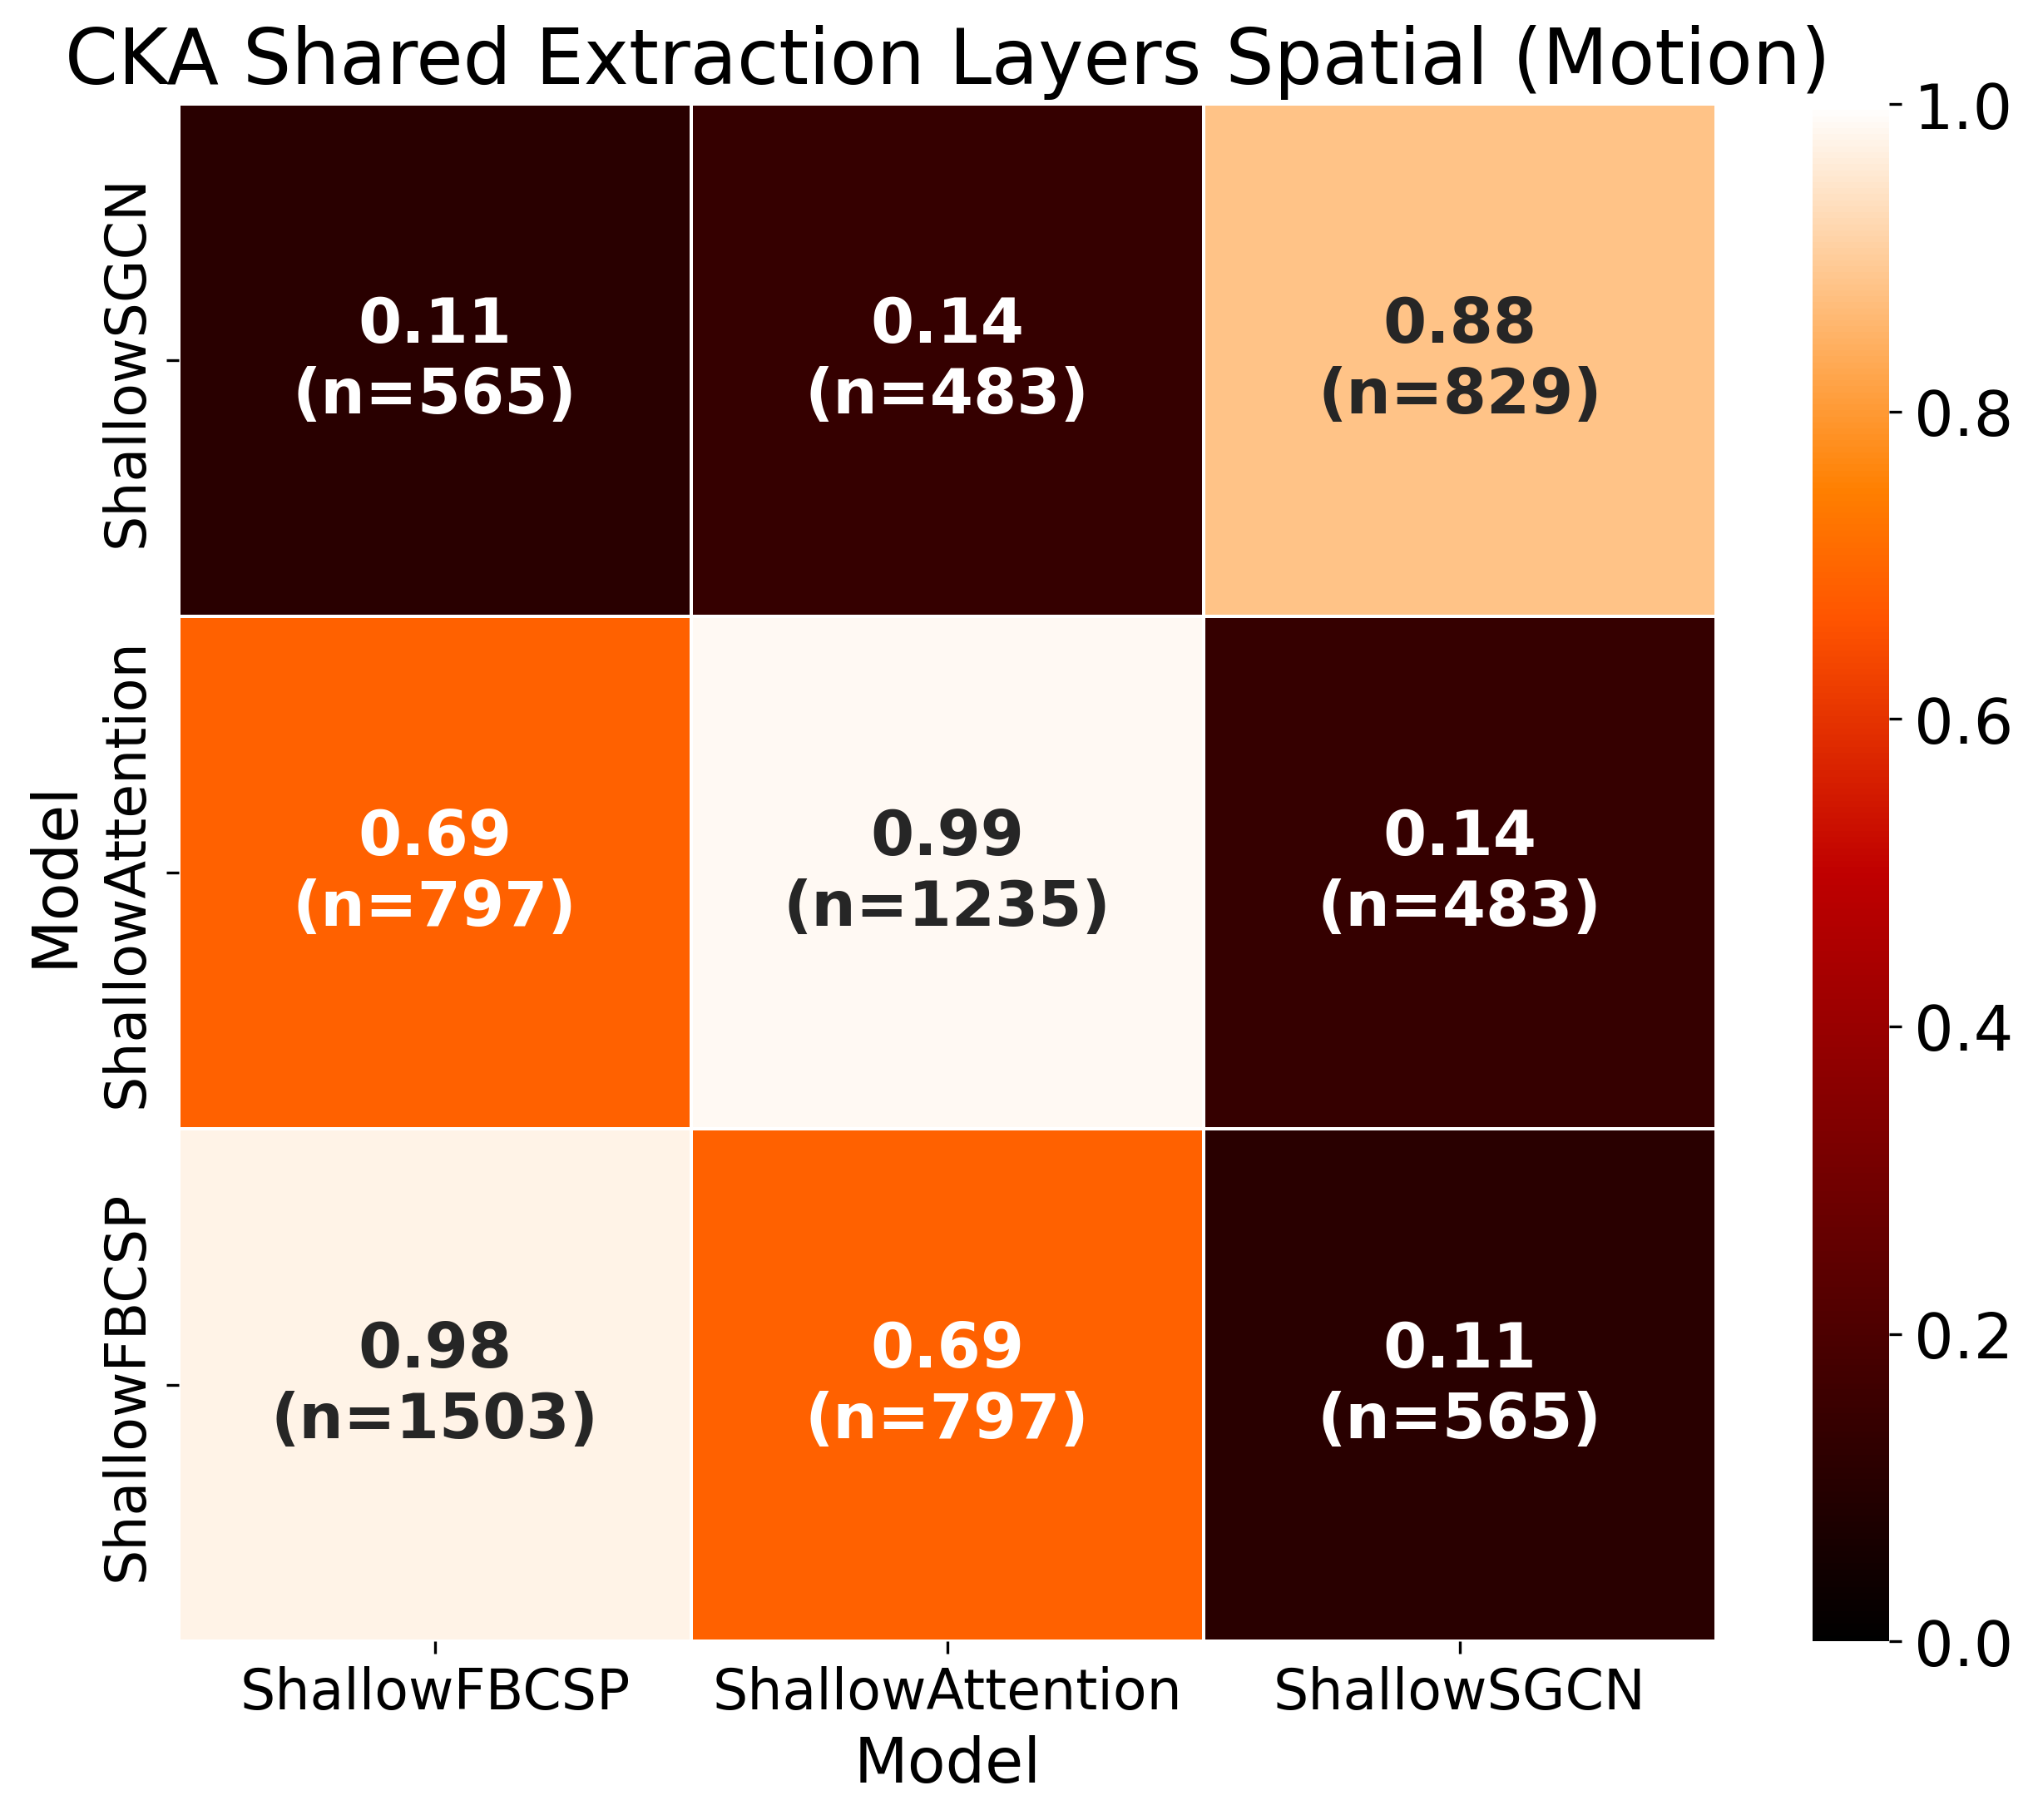 CKA Shared Extraction Layers Spatial (Motion)
Model
ShallowSGCN
ShallowAttention
ShallowFBCSP
0.11
(n=565)
0.14
(n=483)
0.88
(n=829)
0.69
(n=797)
0.99
(n=1235)
0.14
(n=483)
0.98
(n=1503)
0.69
(n=797)
0.11
(n=565)
ShallowFBCSP
ShallowAttention
ShallowSGCN
Model
1.0
0.8
0.6
0.4
0.2
0.0